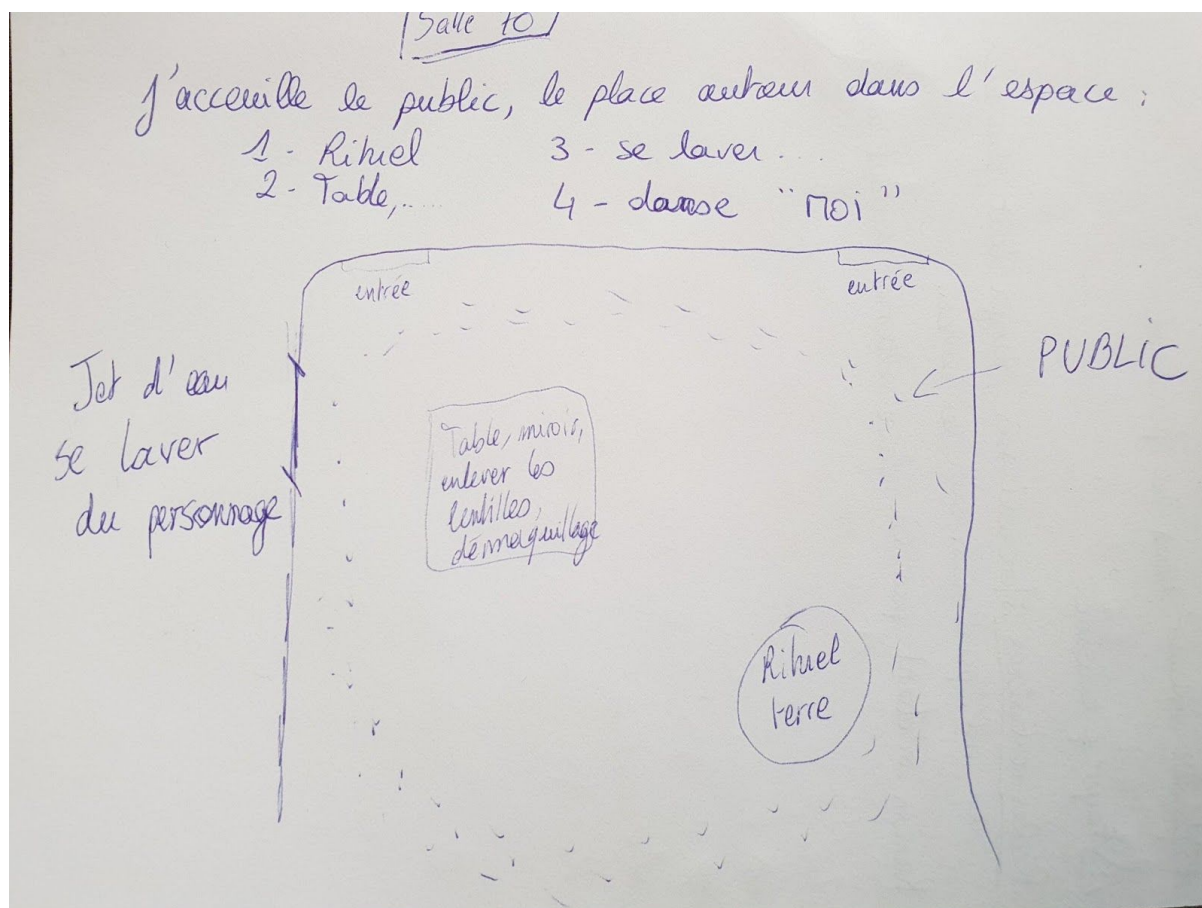 Salle 10
J'acceuille le public, le place autour dans l'espace :
1 - Rituel
2 - Table,.....
3 - se laver...
4 - danse "MOI"
entrée
entrée
Jet d'eau
se laver
du personnage
PUBLIC
Table, miroir,
enlever les
lentilles,
démaquillage
Rituel
terre